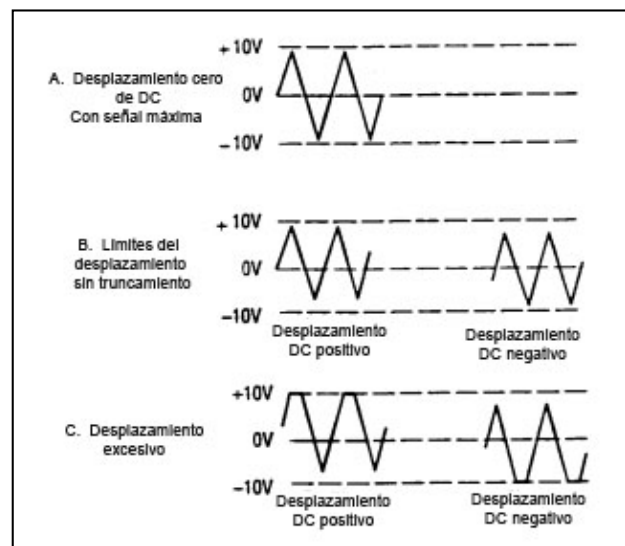 +10V
A. Desplazamiento cero
de DC
Con señal máxima
0V
−10V
+10V
B. Limites del
desplazamiento
sin truncamiento
0V
−10V
Desplazamiento
DC positivo
Desplazamiento
DC negativo
+10V
C. Desplazamiento
excesivo
0V
−10V
Desplazamiento
DC positivo
Desplazamiento
DC negativo